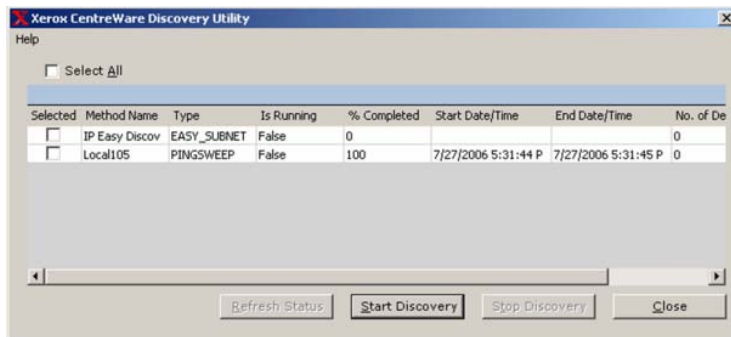 Xerox CentreWare Discovery Utility
Help
Select All
Selected Method Name Type Is Running % Completed Start Date/Time End Date/Time No. of De
IP Easy Discov EASY_SUBNET False 0 0
Local105 PINGSWEEP False 100 7/27/2006 5:31:44 P 7/27/2006 5:31:45 P 0
Refresh Status Start Discovery Stop Discovery Close